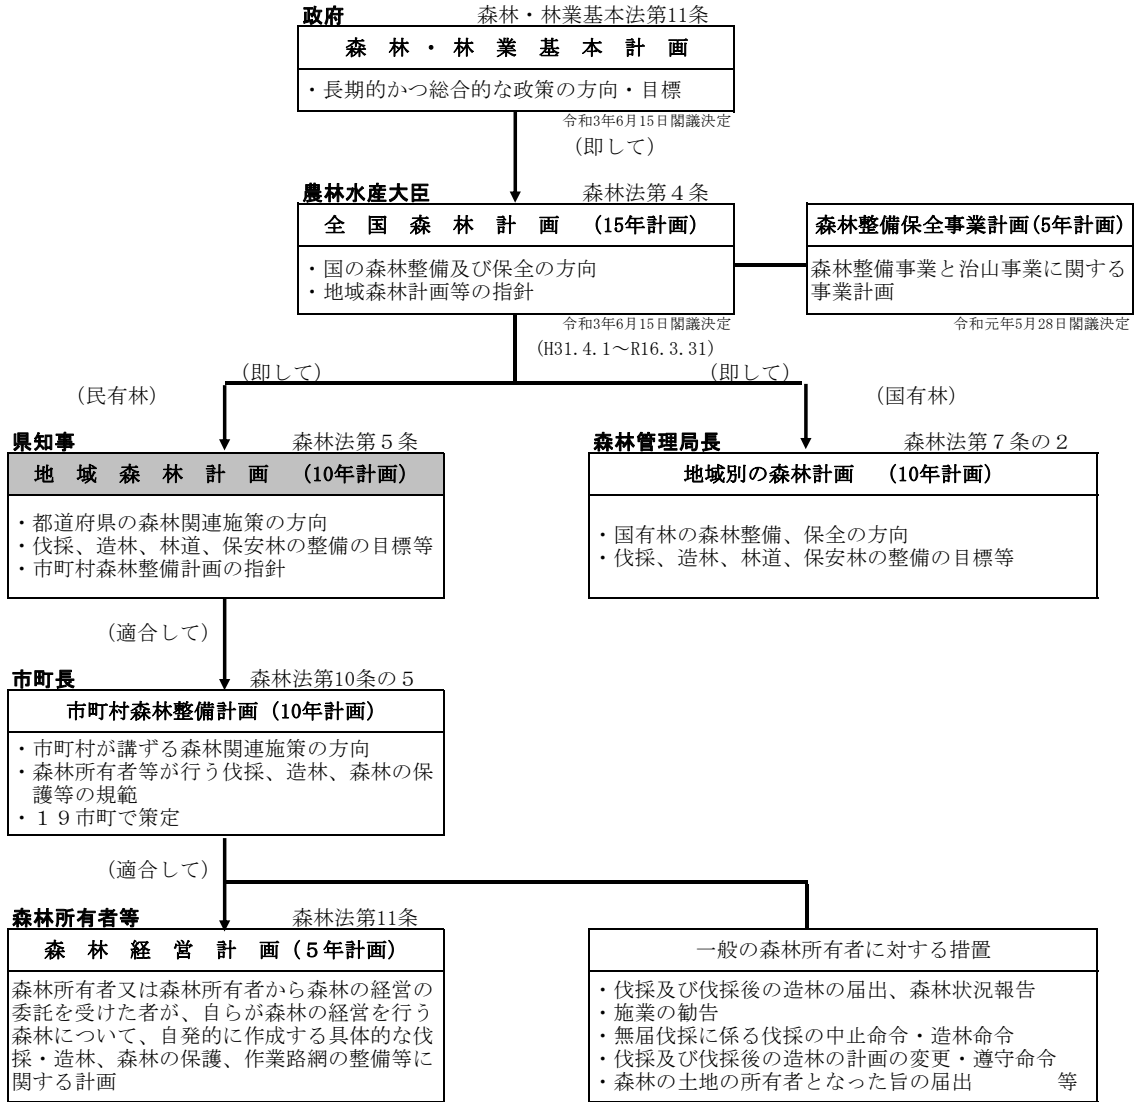 政府　森林・林業基本法第11条
森林・林業基本計画
・長期的かつ総合的な政策の方向・目標
令和3年6月15日閣議決定
(即して)
農林水産大臣　森林法第４条
全国森林計画　(15年計画)
・国の森林整備及び保全の方向
・地域森林計画等の指針
令和3年6月15日閣議決定
(H31.4.1～R16.3.31)
森林整備保全事業計画(5年計画)
森林整備事業と治山事業に関する
事業計画
令和元年5月28日閣議決定
(即して)　(即して)
(民有林)　(国有林)
県知事　森林法第５条
地域森林計画　(10年計画)
・都道府県の森林関連施策の方向
・伐採、造林、林道、保安林の整備の目標等
・市町村森林整備計画の指針
森林管理局長　森林法第７条の２
地域別の森林計画　(10年計画)
・国有林の森林整備、保全の方向
・伐採、造林、林道、保安林の整備の目標等
(適合して)
市町長　森林法第10条の５
市町村森林整備計画 (10年計画)
・市町村が講ずる森林関連施策の方向
・森林所有者等が行う伐採、造林、森林の保
護等の規範
・１９市町で策定
(適合して)
森林所有者等　森林法第11条
森林経営計画(５年計画)
森林所有者又は森林所有者から森林の経営の
委託を受けた者が、自らが森林の経営を行う
森林について、自発的に作成する具体的な伐
採・造林、森林の保護、作業路網の整備等に
関する計画
一般の森林所有者に対する措置
・伐採及び伐採後の造林の届出、森林状況報告
・施業の勧告
・無届伐採に係る伐採の中止命令・造林命令
・伐採及び伐採後の造林の計画の変更・遵守命令
・森林の土地の所有者となった旨の届出　等